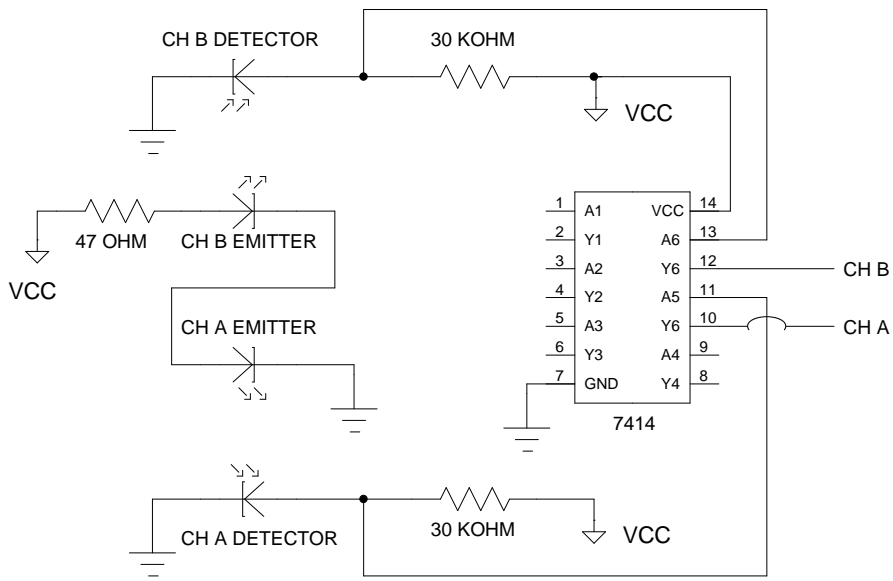 CH B DETECTOR
30 KOHM
VCC
47 OHM
VCC
CH B EMITTER
CH A EMITTER
1 A1 VCC 14
2 Y1 A6 13
3 A2 Y6 12 CH B
4 Y2 A5 11
5 A3 Y6 10 CH A
6 Y3 A4 9
7 GND Y4 8
7414
CH A DETECTOR
30 KOHM
VCC